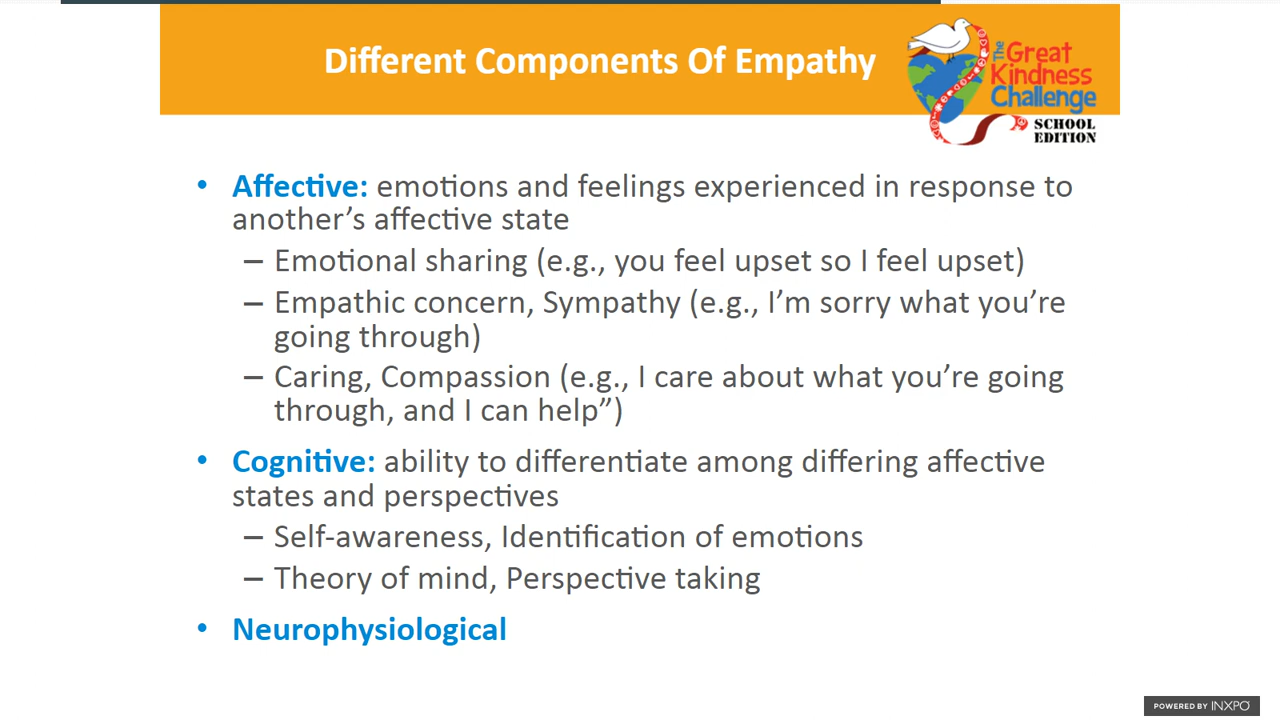 Different Components Of Empathy
The
Great
Kindness
Challenge
SCHOOL
EDITION
• Affective: emotions and feelings experienced in response to
another’s affective state
– Emotional sharing (e.g., you feel upset so I feel upset)
– Empathic concern, Sympathy (e.g., I’m sorry what you’re
going through)
– Caring, Compassion (e.g., I care about what you’re going
through, and I can help”)
• Cognitive: ability to differentiate among differing affective
states and perspectives
– Self-awareness, Identification of emotions
– Theory of mind, Perspective taking
• Neurophysiological
POWERED BY INXPO